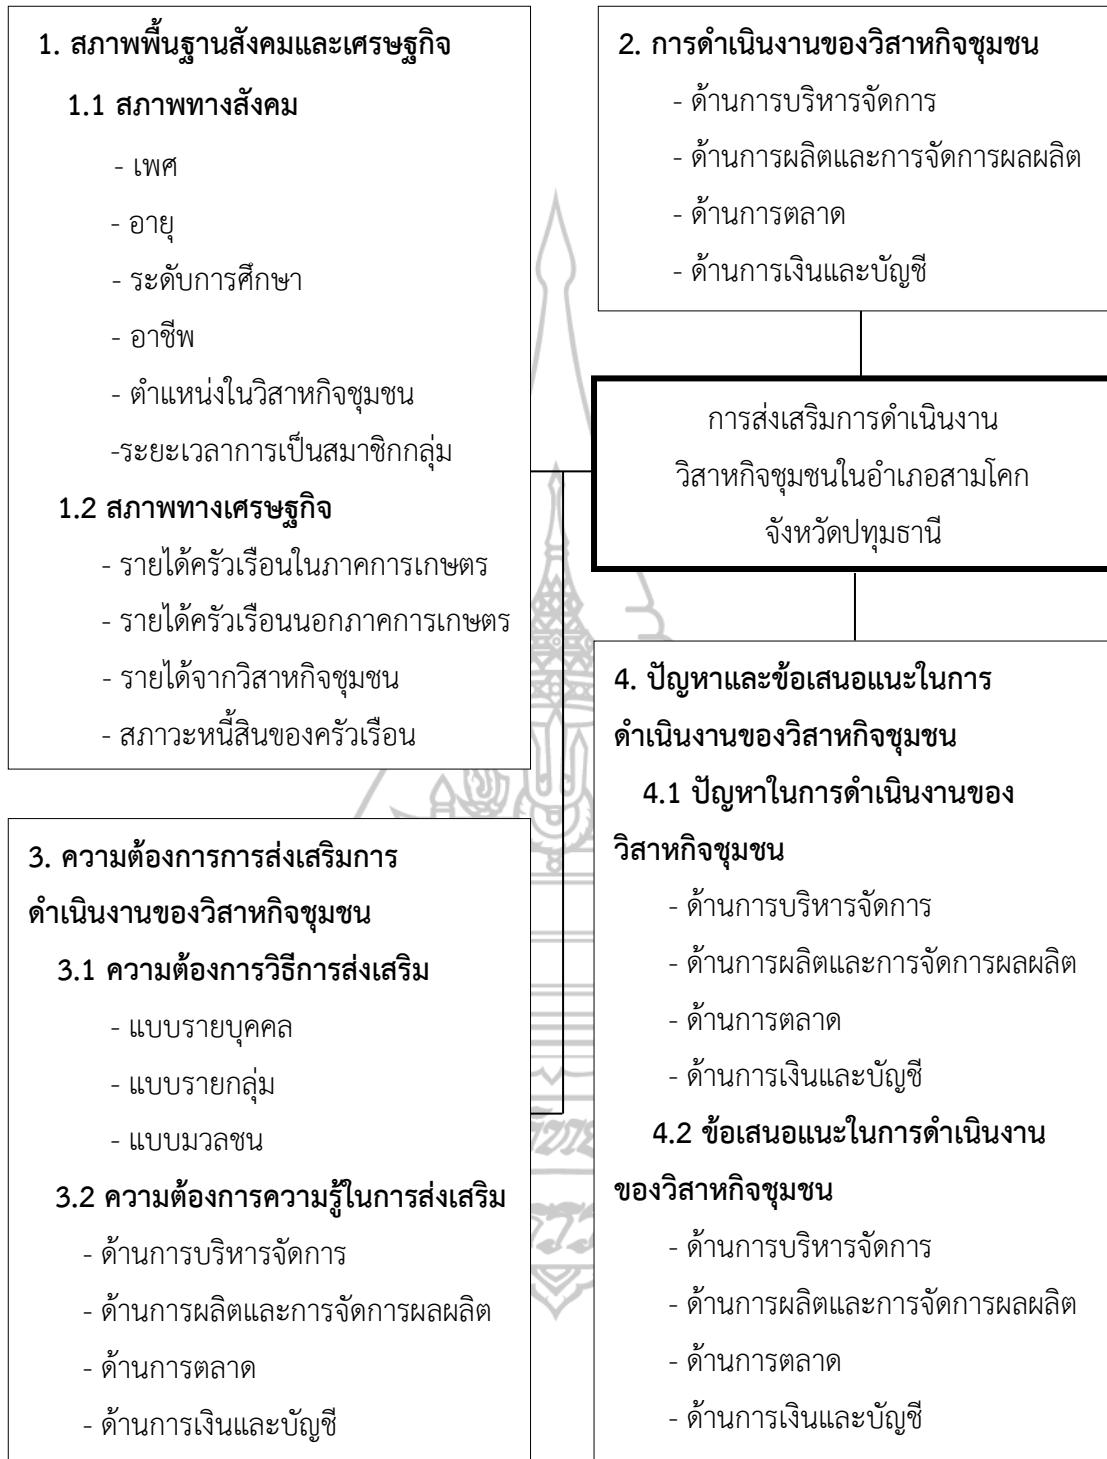 1. สภาพพื้นฐานสังคมและเศรษฐกิจ
1.1 สภาพทางสังคม
- เพศ
- อายุ
- ระดับการศึกษา
- อาชีพ
- ตำแหน่งในวิสาหกิจชุมชน
-ระยะเวลาการเป็นสมาชิกกลุ่ม
1.2 สภาพทางเศรษฐกิจ
- รายได้ครัวเรือนในภาคการเกษตร
- รายได้ครัวเรือนนอกภาคการเกษตร
- รายได้จากวิสาหกิจชุมชน
- สภาวะหนี้สินของครัวเรือน
2. การดำเนินงานของวิสาหกิจชุมชน
- ด้านการบริหารจัดการ
- ด้านการผลิตและการจัดการผลผลิต
- ด้านการตลาด
- ด้านการเงินและบัญชี
การส่งเสริมการดำเนินงาน
วิสาหกิจชุมชนในอำเภอสามโคก
จังหวัดปทุมธานี
3. ความต้องการการส่งเสริมการ
ดำเนินงานของวิสาหกิจชุมชน
3.1 ความต้องการวิธีการส่งเสริม
- แบบรายบุคคล
- แบบรายกลุ่ม
- แบบมวลชน
3.2 ความต้องการความรู้ในการส่งเสริม
- ด้านการบริหารจัดการ
- ด้านการผลิตและการจัดการผลผลิต
- ด้านการตลาด
- ด้านการเงินและบัญชี
4. ปัญหาและข้อเสนอแนะในการ
ดำเนินงานของวิสาหกิจชุมชน
4.1 ปัญหาในการดำเนินงานของ
วิสาหกิจชุมชน
- ด้านการบริหารจัดการ
- ด้านการผลิตและการจัดการผลผลิต
- ด้านการตลาด
- ด้านการเงินและบัญชี
4.2 ข้อเสนอแนะในการดำเนินงาน
ของวิสาหกิจชุมชน
- ด้านการบริหารจัดการ
- ด้านการผลิตและการจัดการผลผลิต
- ด้านการตลาด
- ด้านการเงินและบัญชี